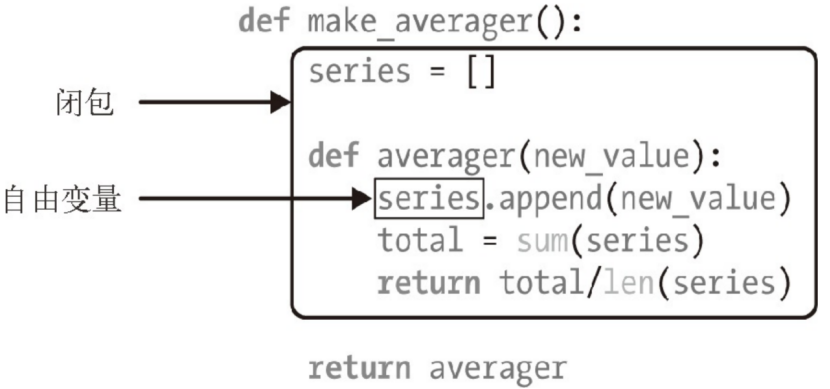 def make_averager():
series = []
闭包
def averager(new_value):
自由变量
series.append(new_value)
total = sum(series)
return total/len(series)
return averager